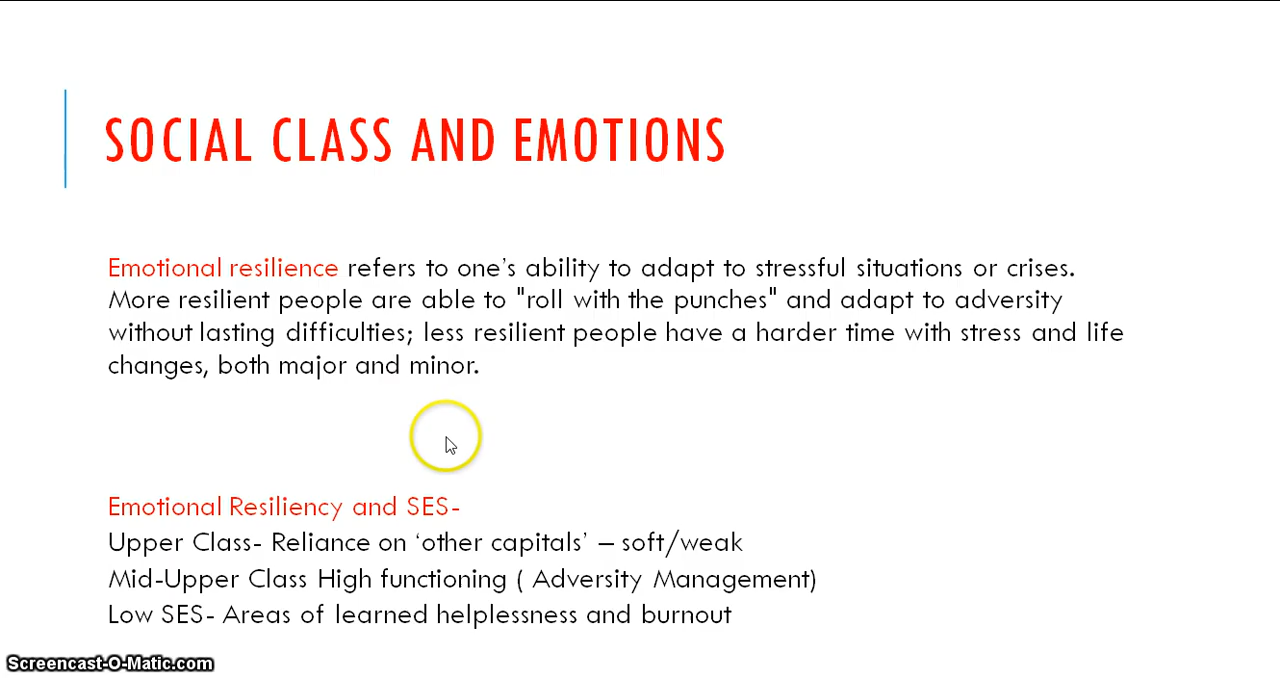 SOCIAL CLASS AND EMOTIONS
Emotional resilience refers to one's ability to adapt to stressful situations or crises.
More resilient people are able to "roll with the punches" and adapt to adversity
without lasting difficulties; less resilient people have a harder time with stress and life
changes, both major and minor.
Emotional Resiliency and SES-
Upper Class- Reliance on ‘other capitals’ – soft/weak
Mid-Upper Class High functioning ( Adversity Management)
Low SES- Areas of learned helplessness and burnout
Screencast-O-Matic.com